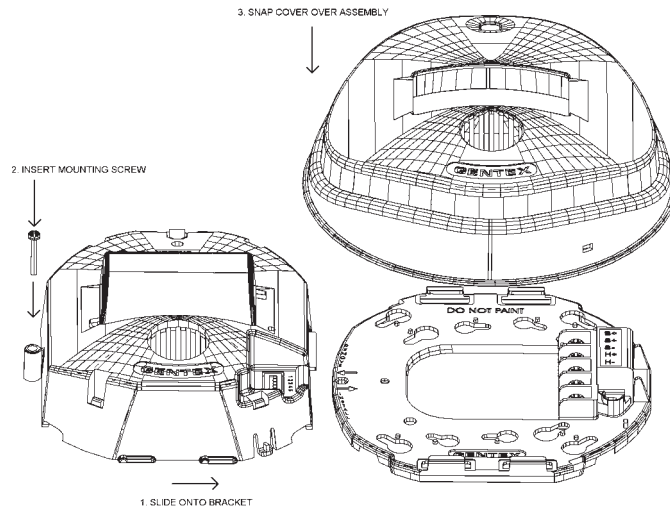 3. SNAP COVER OVER ASSEMBLY
2. INSERT MOUNTING SCREW
GENTEX
DO NOT PAINT
GENTEX
GENTEX
1. SLIDE ONTO BRACKET